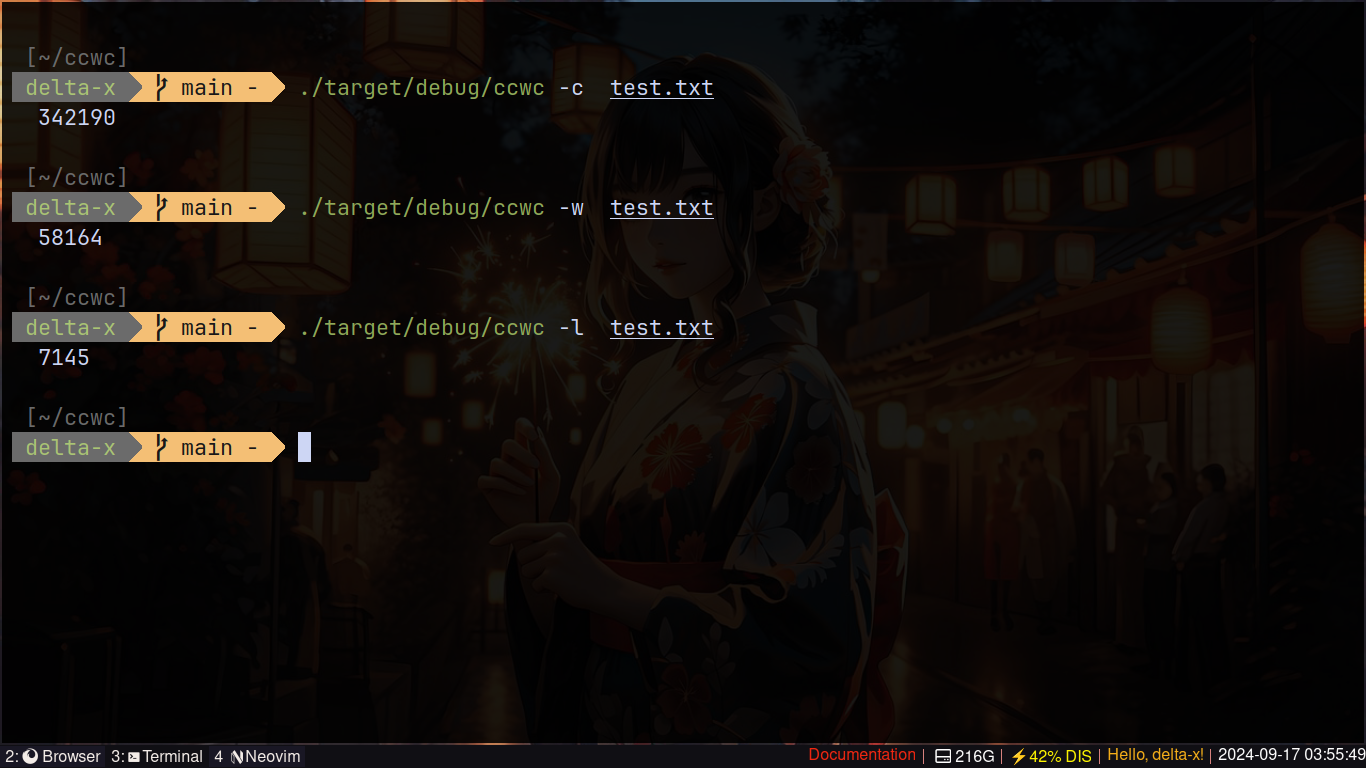 [~/ccwc]
delta-x main - ./target/debug/ccwc -c test.txt
342190
[~/ccwc]
delta-x main - ./target/debug/ccwc -w test.txt
58164
[~/ccwc]
delta-x main - ./target/debug/ccwc -l test.txt
7145
[~/ccwc]
delta-x main -
2: Browser 3: Terminal 4 Neovim Documentation | 216G | ⚡42% DIS | Hello, delta-x! | 2024-09-17 03:55:49